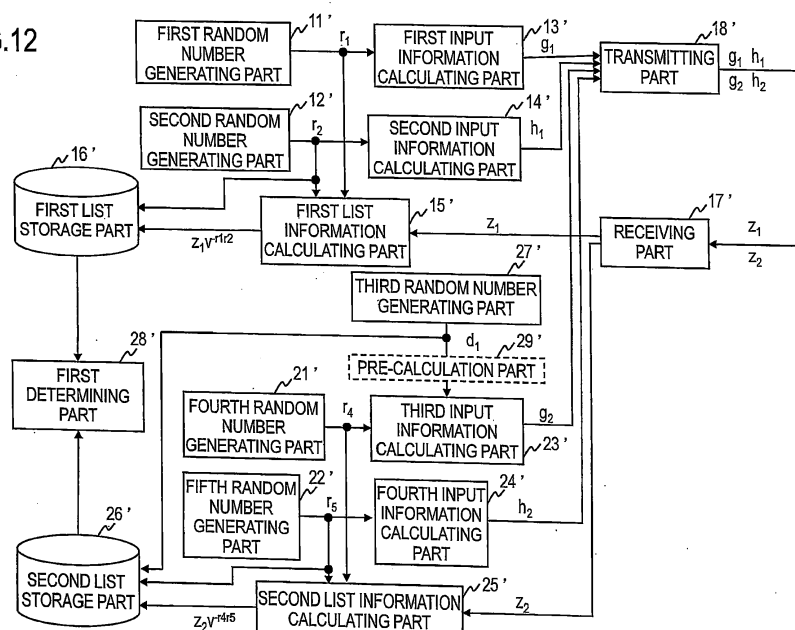 G.12
11'
FIRST RANDOM
NUMBER
GENERATING PART
r1
13'
FIRST INPUT
INFORMATION
CALCULATING PART
g1
18'
TRANSMITTING
PART
g1 h1
g2 h2
12'
SECOND RANDOM
NUMBER
GENERATING PART
r2
14'
SECOND INPUT
INFORMATION
CALCULATING PART
h1
16'
FIRST LIST
STORAGE PART
15'
FIRST LIST
INFORMATION
CALCULATING PART
z1v-r1r2
z1
17'
RECEIVING
PART
z1
z2
27'
THIRD RANDOM NUMBER
GENERATING PART
d1
29'
PRE-CALCULATION PART
28'
FIRST
DETERMINING
PART
21'
FOURTH RANDOM
NUMBER
GENERATING PART
r4
THIRD INPUT
INFORMATION
CALCULATING PART
23'
g2
22'
FIFTH RANDOM
NUMBER
GENERATING
PART
r5
24'
FOURTH INPUT
INFORMATION
CALCULATING
PART
h2
26'
SECOND LIST
STORAGE PART
25'
SECOND LIST INFORMATION
CALCULATING PART
z2v-r4r5
z2